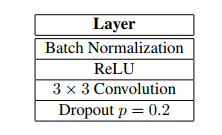 Layer
Batch Normalization
ReLU
3 × 3 Convolution
Dropout p = 0.2